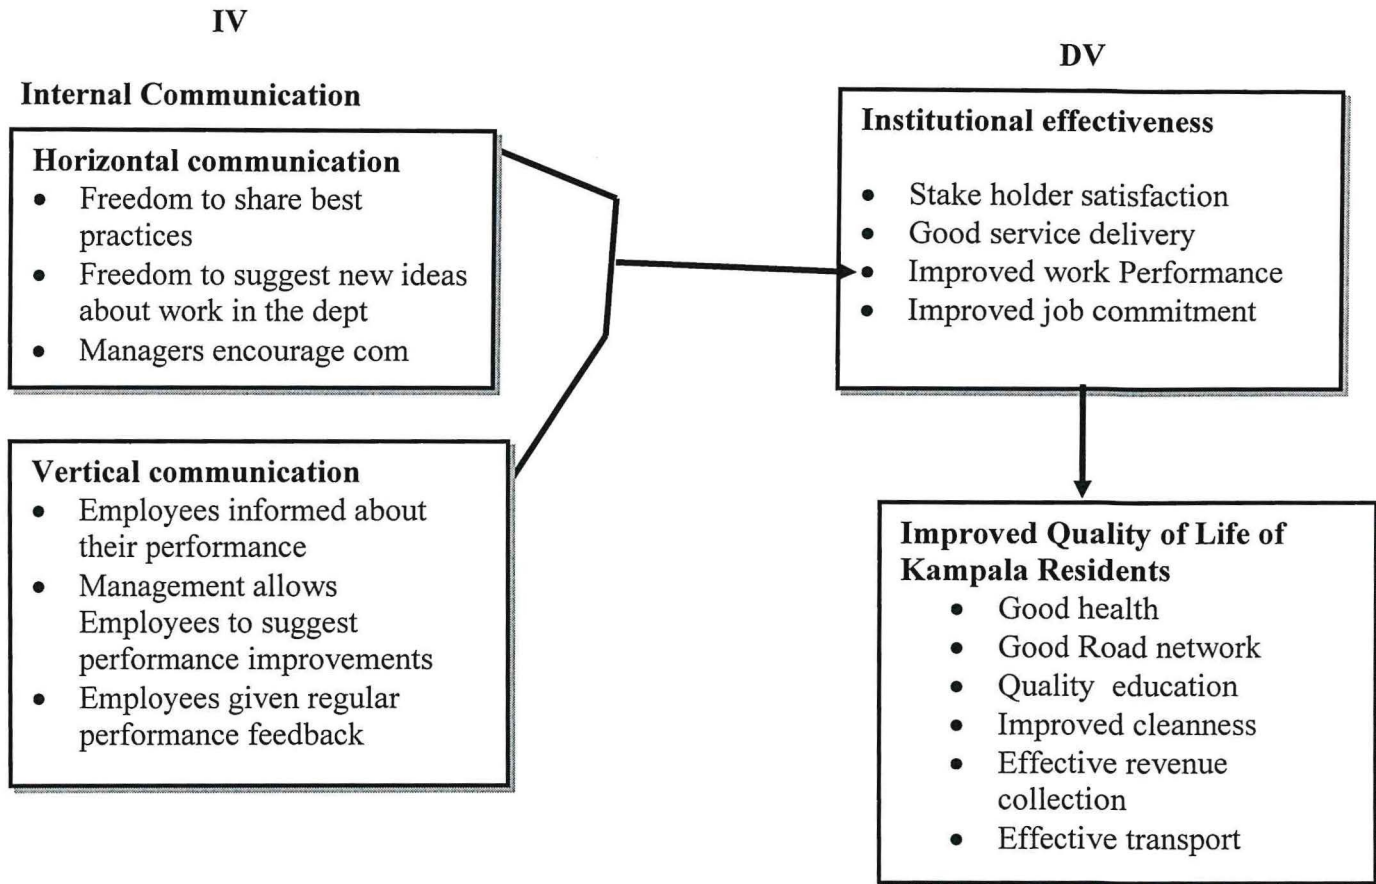 IV
Internal Communication
Horizontal communication
• Freedom to share best
practices
• Freedom to suggest new ideas
about work in the dept
• Managers encourage com
Vertical communication
• Employees informed about
their performance
• Management allows
Employees to suggest
performance improvements
• Employees given regular
performance feedback
DV
Institutional effectiveness
• Stake holder satisfaction
• Good service delivery
• Improved work Performance
• Improved job commitment
Improved Quality of Life of
Kampala Residents
• Good health
• Good Road network
• Quality education
• Improved cleanness
• Effective revenue
collection
• Effective transport